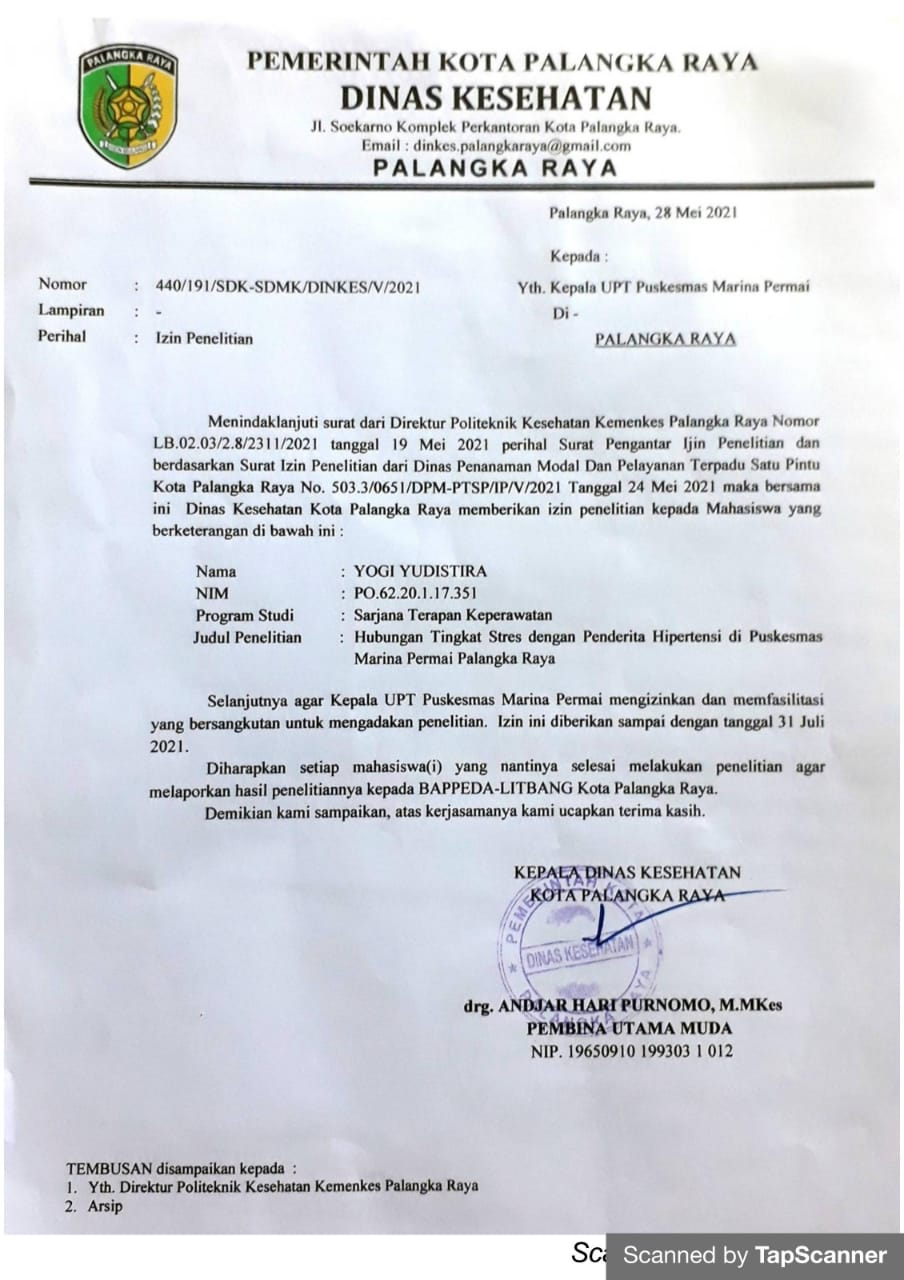 PALANGKA RAYA
PEMERINTAH KOTA PALANGKA RAYA
DINAS KESEHATAN
Jl. Soekarno Komplek Perkantoran Kota Palangka Raya.
Email : dinkes.palangkaraya@gmail.com
PALANGKA RAYA
Palangka Raya, 28 Mei 2021
Kepada :
Nomor : 440/191/SDK-SDMK/DINKES/V/2021
Yth. Kepala UPT Puskesmas Marina Permai
Lampiran : -
Di -
Perihal : Izin Penelitian
PALANGKA RAYA
Menindaklanjuti surat dari Direktur Politeknik Kesehatan Kemenkes Palangka Raya Nomor
LB.02.03/2.8/2311/2021 tanggal 19 Mei 2021 perihal Surat Pengantar Ijin Penelitian dan
berdasarkan Surat Izin Penelitian dari Dinas Penanaman Modal Dan Pelayanan Terpadu Satu Pintu
Kota Palangka Raya No. 503.3/0651/DPM-PTSP/IP/V/2021 Tanggal 24 Mei 2021 maka bersama
ini Dinas Kesehatan Kota Palangka Raya memberikan izin penelitian kepada Mahasiswa yang
berketerangan di bawah ini :
Nama : YOGI YUDISTIRA
NIM : PO.62.20.1.17.351
Program Studi : Sarjana Terapan Keperawatan
Judul Penelitian : Hubungan Tingkat Stres dengan Penderita Hipertensi di Puskesmas
Marina Permai Palangka Raya
Selanjutnya agar Kepala UPT Puskesmas Marina Permai mengizinkan dan memfasilitasi
yang bersangkutan untuk mengadakan penelitian. Izin ini diberikan sampai dengan tanggal 31 Juli
2021.
Diharapkan setiap mahasiswa(i) yang nantinya selesai melakukan penelitian agar
melaporkan hasil penelitiannya kepada BAPPEDA-LITBANG Kota Palangka Raya.
Demikian kami sampaikan, atas kerjasamanya kami ucapkan terima kasih.
KEPALA DINAS KESEHATAN
KOTA PALANGKA RAYA
PEMERINTAH KOTA
DINAS KESEHATAN
PALANGKA RAYA
drg. ANDJAR HARI PURNOMO, M.MKes
PEMBINA UTAMA MUDA
NIP. 19650910 199303 1 012
TEMBUSAN disampaikan kepada :
1. Yth. Direktur Politeknik Kesehatan Kemenkes Palangka Raya
2. Arsip
Scanned by TapScanner